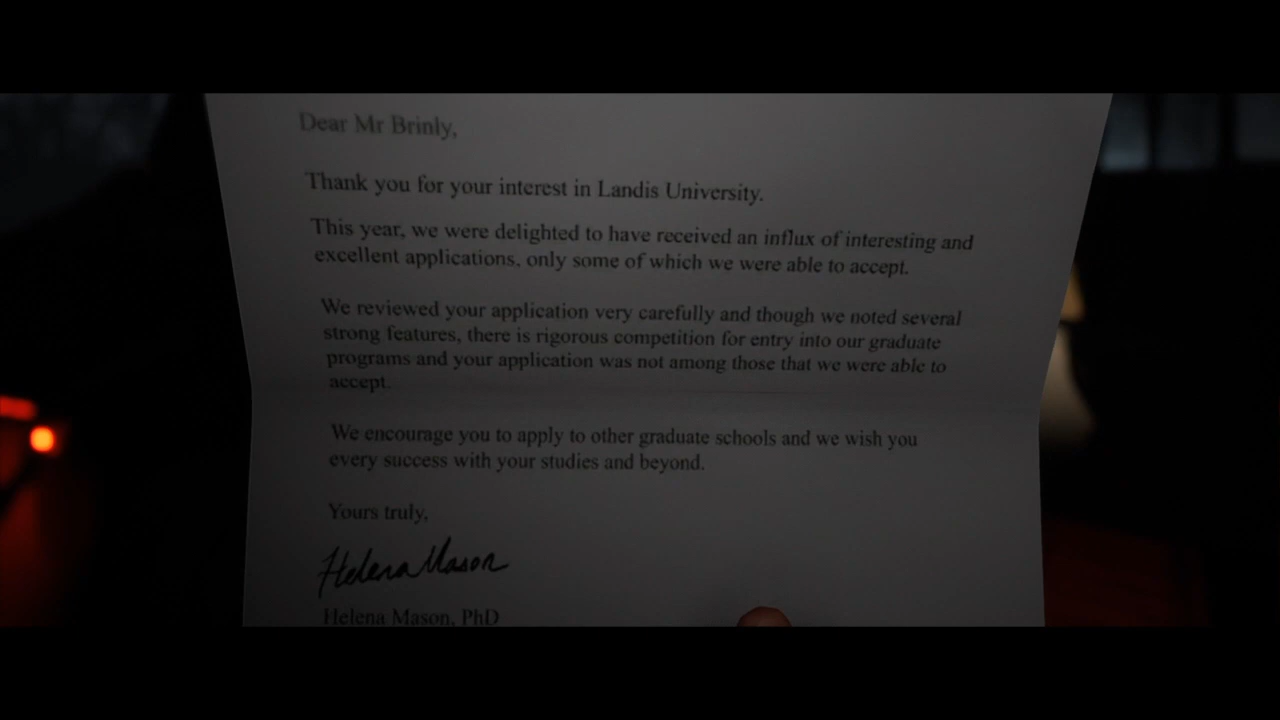 Dear Mr Brinly,
Thank you for your interest in Landis University.
This year, we were delighted to have received an influx of interesting and
excellent applications, only some of which we were able to accept.
We reviewed your application very carefully and though we noted several
strong features, there is rigorous competition for entry into our graduate
programs and your application was not among those that we were able to
accept.
We encourage you to apply to other graduate schools and we wish you
every success with your studies and beyond.
Yours truly,
Helena Mason
Helena Mason, PhD